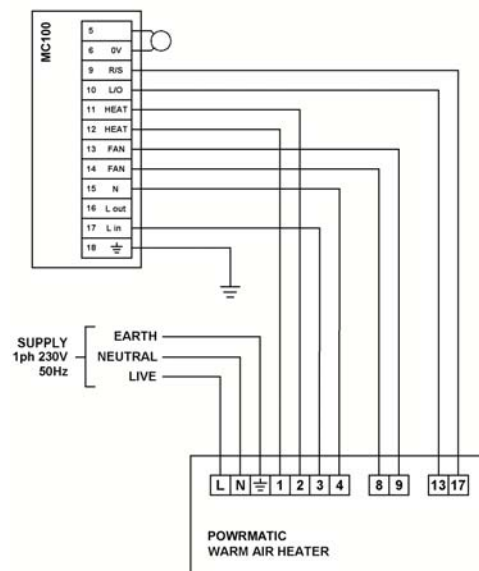 MC100
5
6 0V
9 R/S
10 L/O
11 HEAT
12 HEAT
13 FAN
14 FAN
15 N
16 L out
17 L in
18
SUPPLY
1ph 230V
50Hz
EARTH
NEUTRAL
LIVE
L N 1 2 3 4 8 9 13 17
POWRMATIC
WARM AIR HEATER